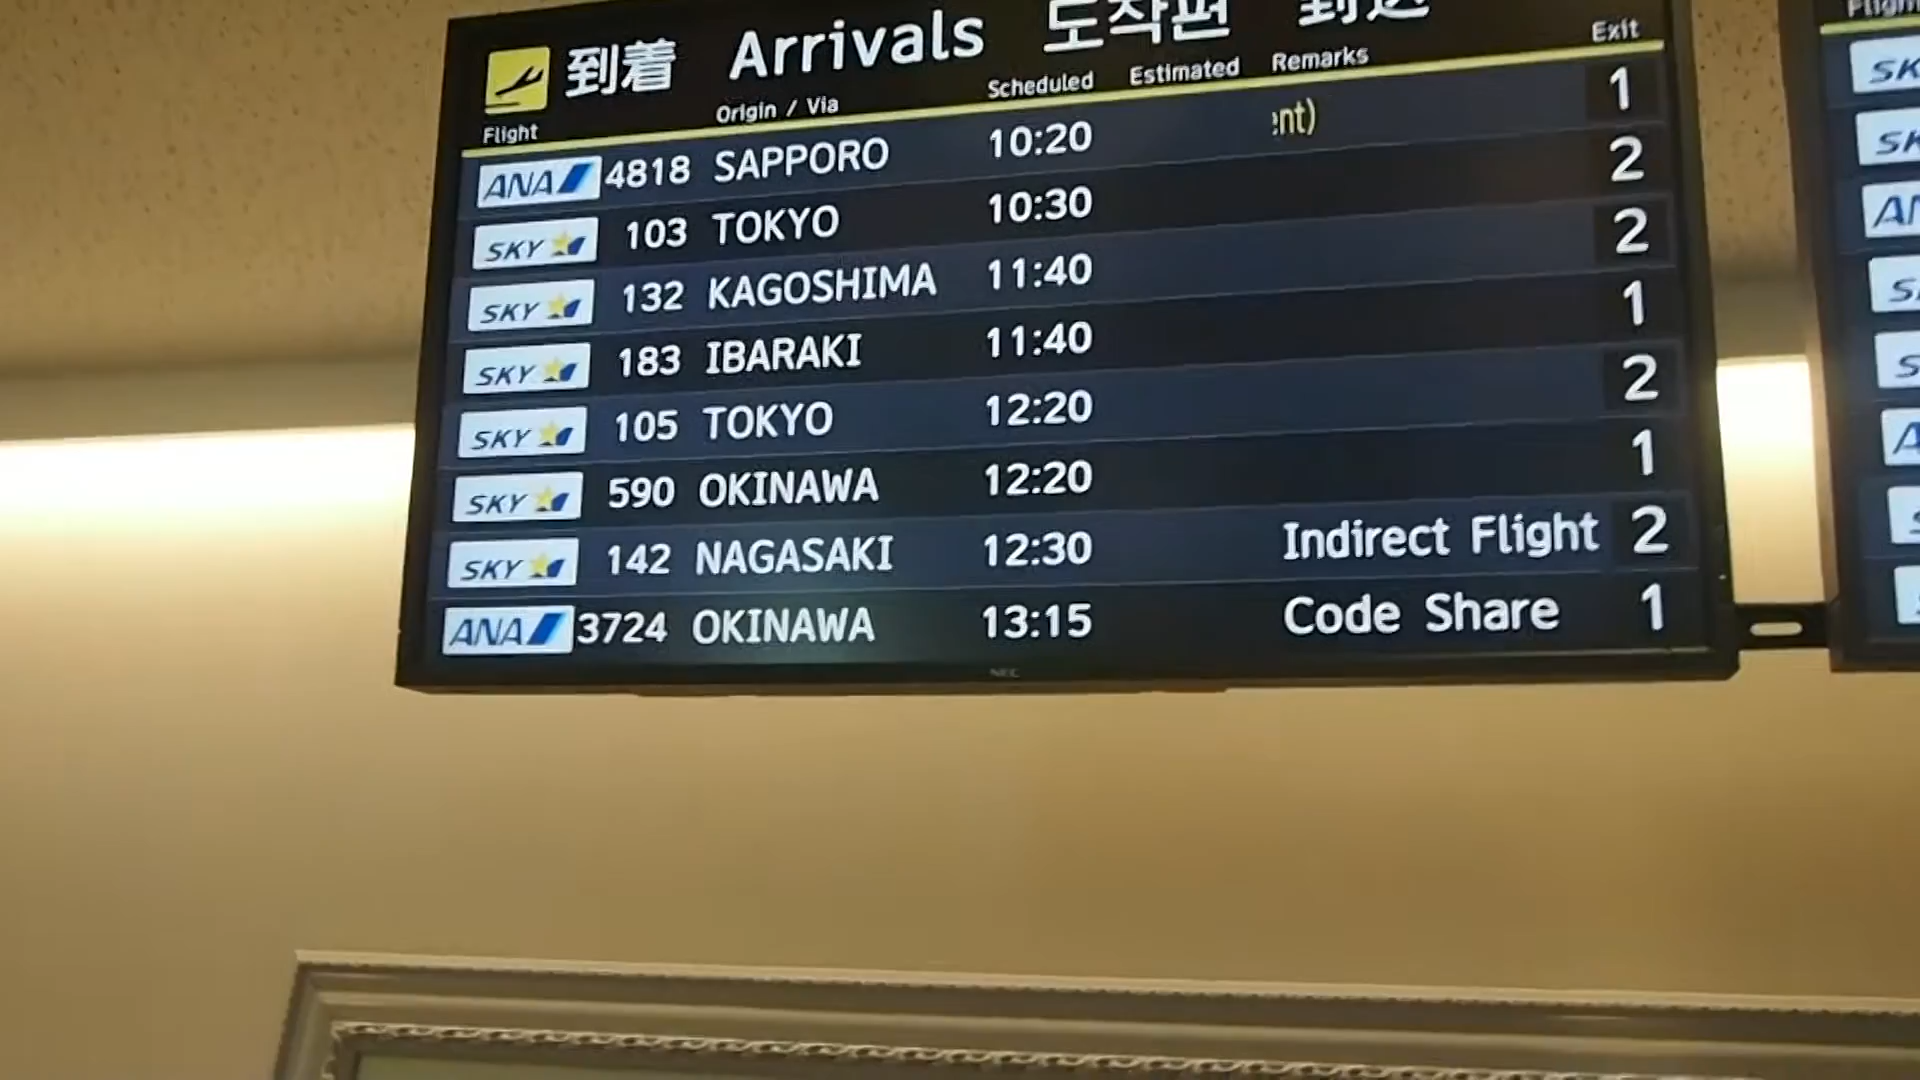 到着 Arrivals 도착편 到达
Flight Origin / Via Scheduled Estimated Remarks Exit
ANA 4818 SAPPORO 10:20 nt) 1
SKY 103 TOKYO 10:30 2
SKY 132 KAGOSHIMA 11:40 2
SKY 183 IBARAKI 11:40 1
SKY 105 TOKYO 12:20 2
SKY 590 OKINAWA 12:20 1
SKY 142 NAGASAKI 12:30 Indirect Flight 2
ANA 3724 OKINAWA 13:15 Code Share 1
NEC